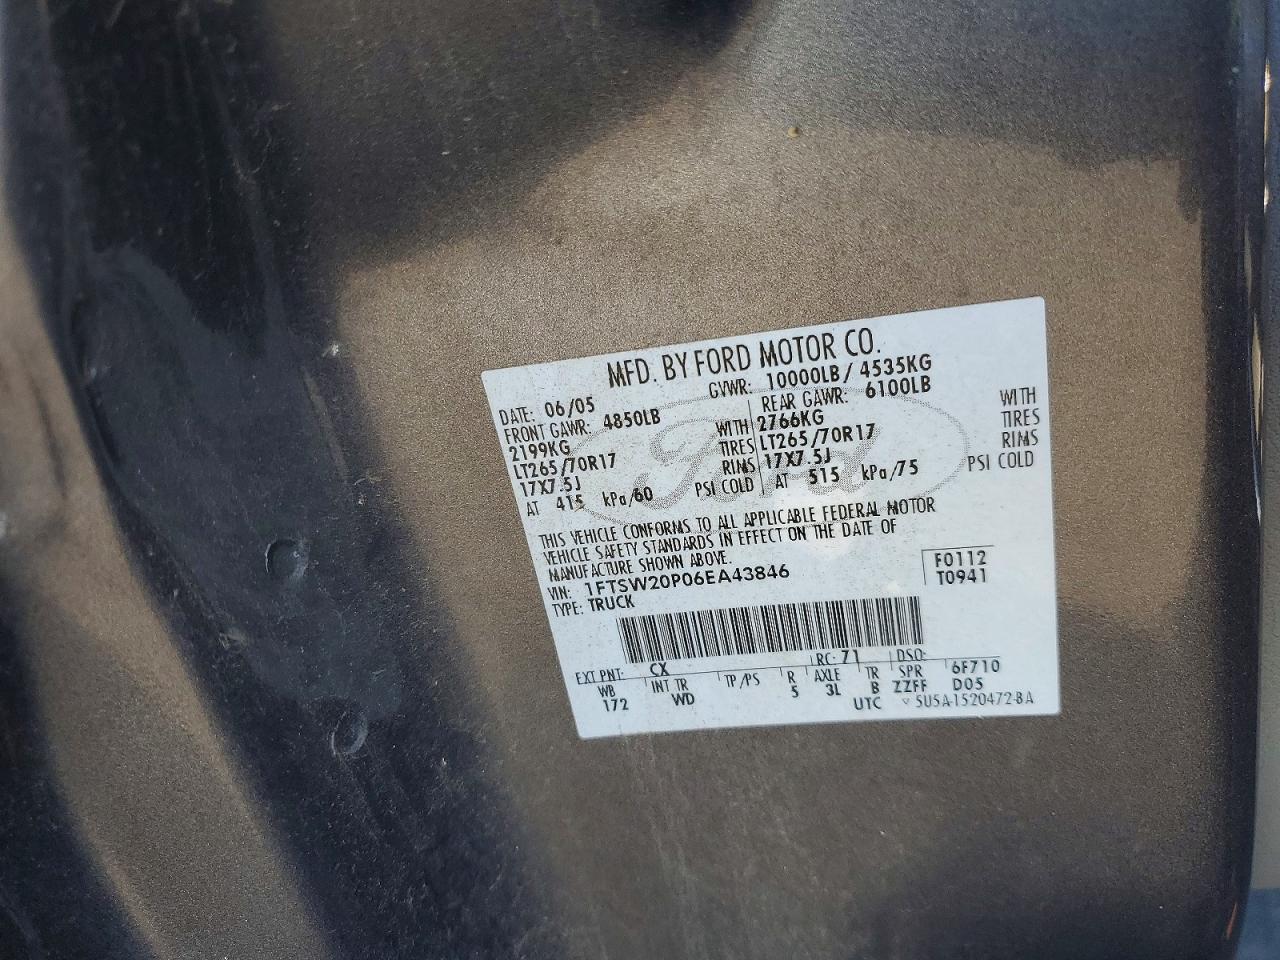 MFD. BY FORD MOTOR CO.
DATE: 06/05 GVWR: 10000LB / 4535KG
FRONT GAWR: 4850LB REAR GAWR: 6100LB
2199KG WITH 2766KG WITH
LT265/70R17 TIRES LT265/70R17 TIRES
17X7.5J RIMS 17X7.5J RIMS
AT 415 kPa/60 PSI COLD AT 515 kPa/75 PSI COLD
Ford
THIS VEHICLE CONFORMS TO ALL APPLICABLE FEDERAL MOTOR
VEHICLE SAFETY STANDARDS IN EFFECT ON THE DATE OF
MANUFACTURE SHOWN ABOVE.
VIN: 1FTSW20P06EA43846 F0112
TYPE: TRUCK T0941
EXT PNT: CX RC: 71 DSO:
WB INT TR TP/PS R AXLE TR SPR 6F710
172 WD 5 3L B ZZFF D05
UTC ▽ 5U5A-1520472-BA